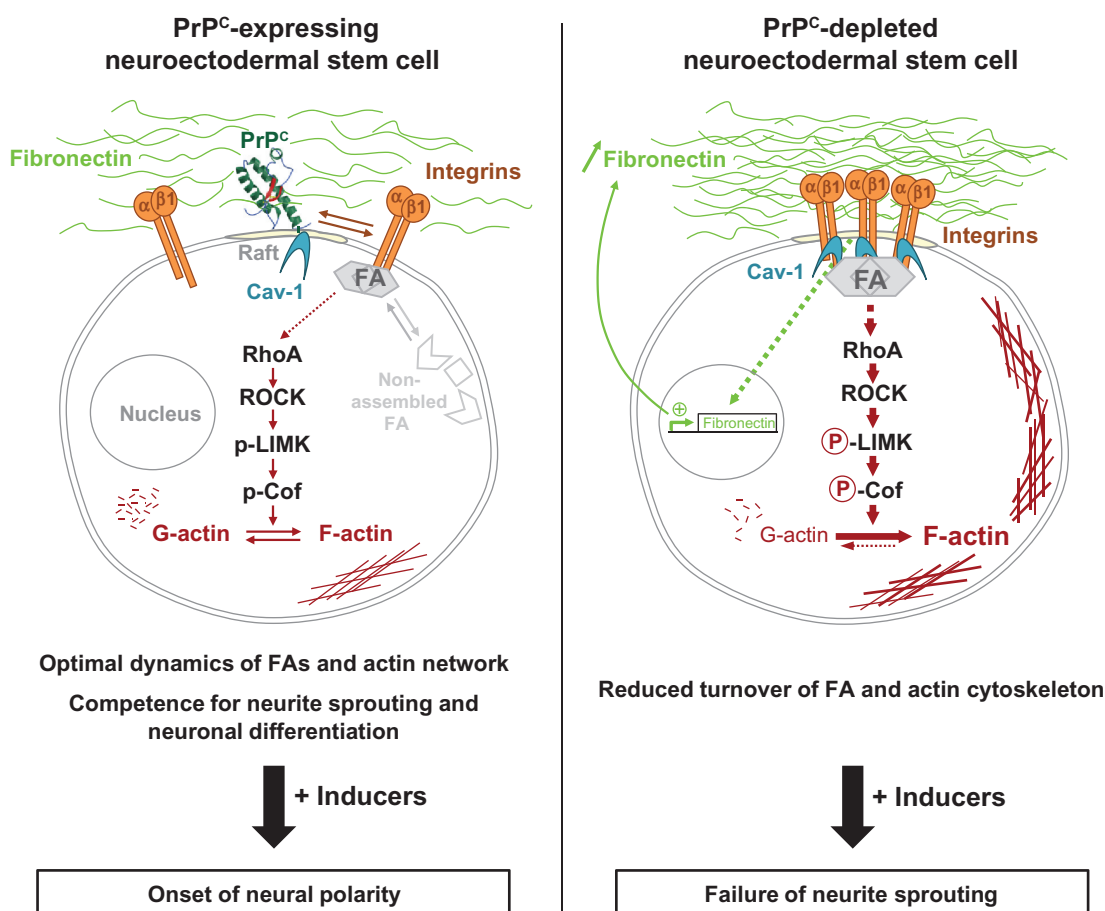 PrPC-expressing
neuroectodermal stem cell
PrPC
Fibronectin
Integrins
α
β1
α
β1
Raft
Cav-1
FA
RhoA
ROCK
p-LIMK
p-Cof
G-actin
F-actin
Nucleus
Non-
assembled
FA
Optimal dynamics of FAs and actin network
Competence for neurite sprouting and
neuronal differentiation
+ Inducers
Onset of neural polarity
PrPC-depleted
neuroectodermal stem cell
Fibronectin
α
β1
α
β1
α
β1
Integrins
Cav-1
FA
RhoA
ROCK
P-LIMK
P-Cof
G-actin
F-actin
+
Fibronectin
Reduced turnover of FA and actin cytoskeleton
+ Inducers
Failure of neurite sprouting